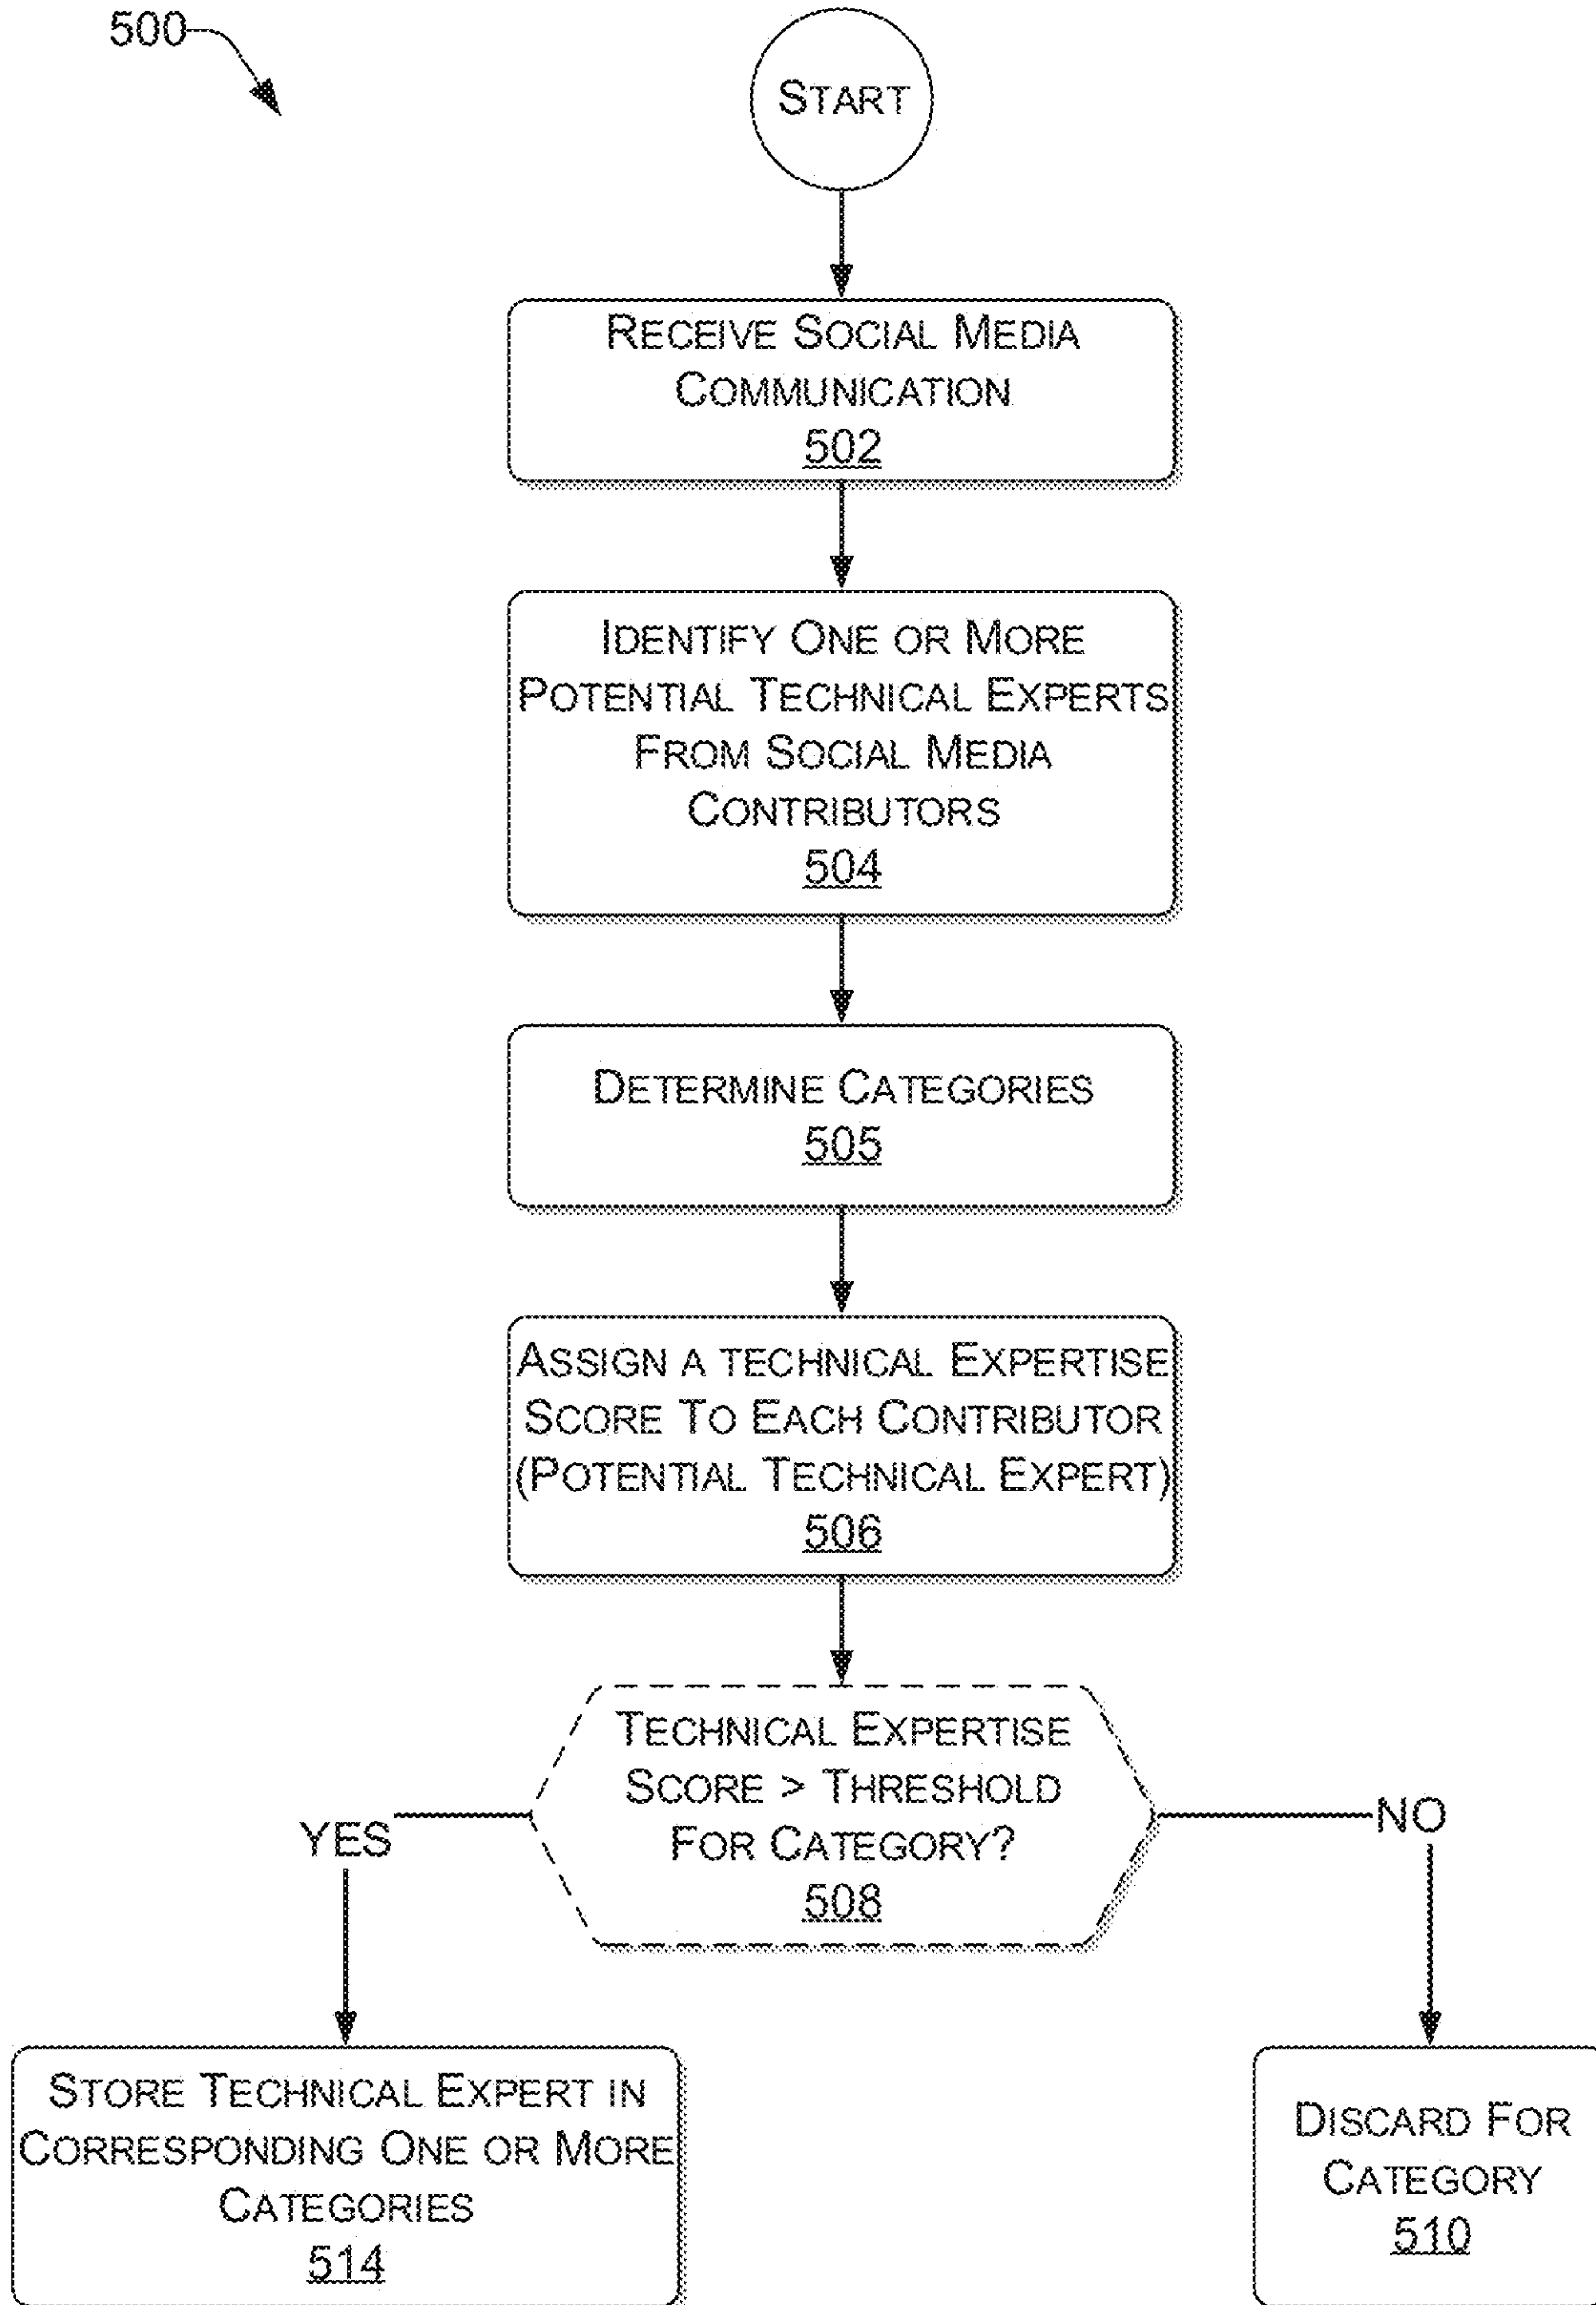 500
START
RECEIVE SOCIAL MEDIA
COMMUNICATION
502
IDENTIFY ONE OR MORE
POTENTIAL TECHNICAL EXPERTS
FROM SOCIAL MEDIA
CONTRIBUTORS
504
DETERMINE CATEGORIES
505
ASSIGN A TECHNICAL EXPERTISE
SCORE TO EACH CONTRIBUTOR
(POTENTIAL TECHNICAL EXPERT)
506
TECHNICAL EXPERTISE
SCORE > THRESHOLD
FOR CATEGORY?
508
YES
NO
STORE TECHNICAL EXPERT IN
CORRESPONDING ONE OR MORE
CATEGORIES
514
DISCARD FOR
CATEGORY
510